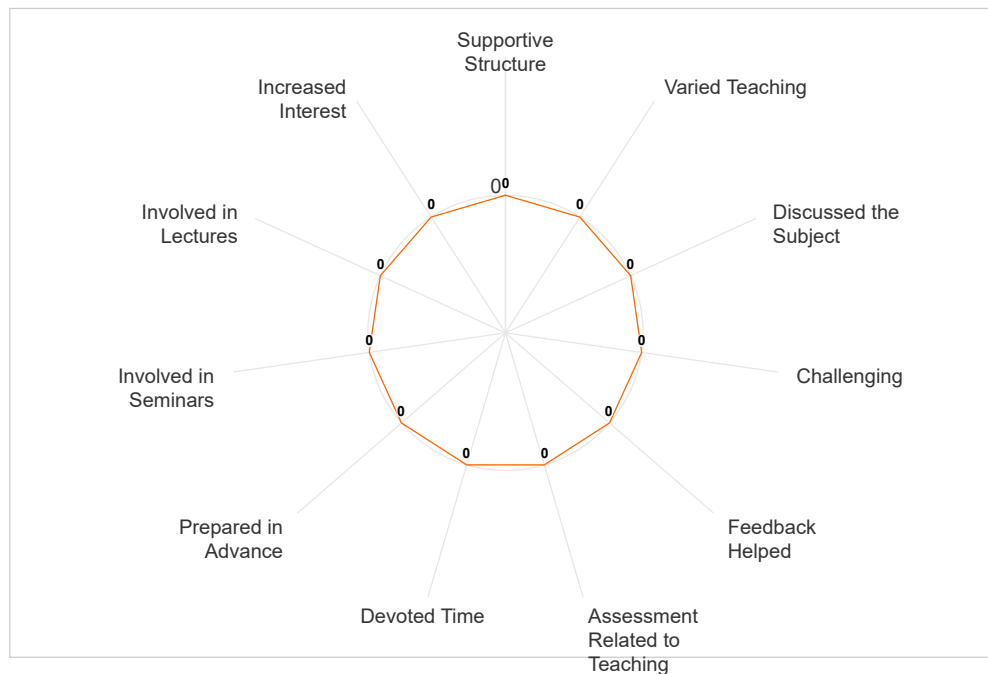 Supportive
Structure
Varied Teaching
Discussed the
Subject
Challenging
Feedback
Helped
Assessment
Related to
Teaching
Devoted Time
Prepared in
Advance
Involved in
Seminars
Involved in
Lectures
Increased
Interest
0
0
0
0
0
0
0
0
0
0
0
0